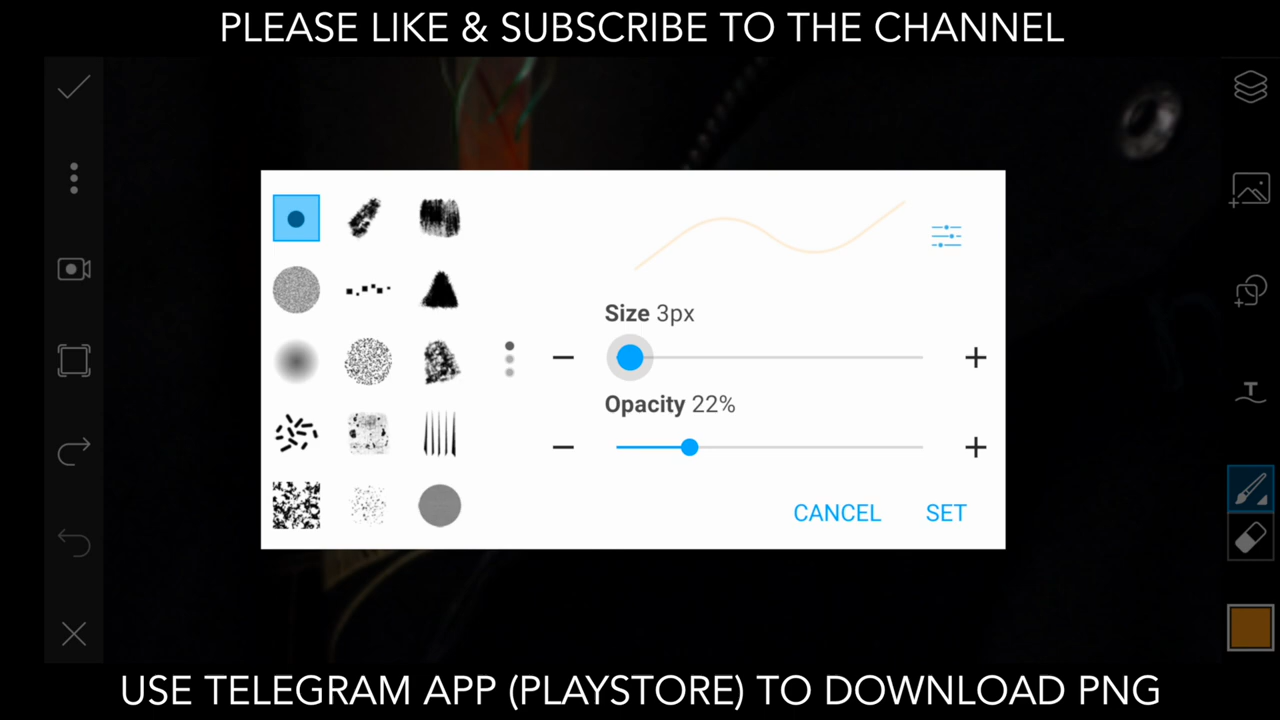 PLEASE LIKE & SUBSCRIBE TO THE CHANNEL
Size 3px
Opacity 22%
CANCEL SET
T
USE TELEGRAM APP (PLAYSTORE) TO DOWNLOAD PNG